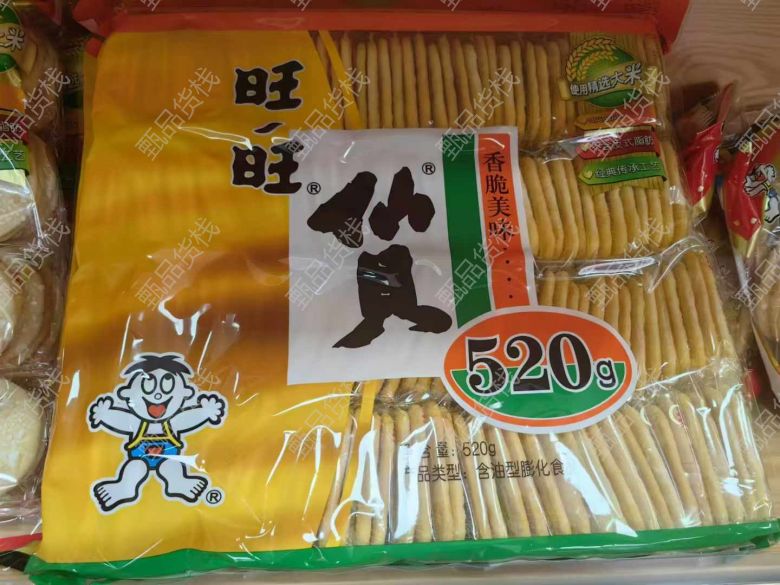 旺旺®
仙贝®
香脆美味····
520g
使用精选大米
经典传承工艺
含量：520g
产品类型：含油型膨化食
甄品货栈